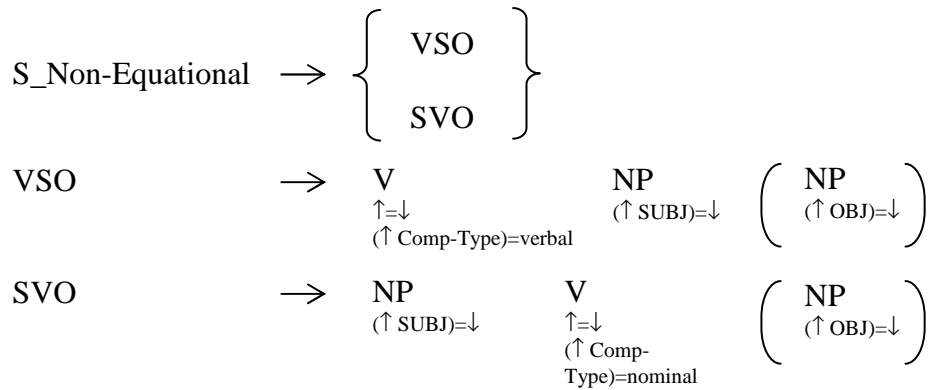 VSO
S_Non-Equational → { }
SVO
VSO → V NP ( NP )
↑=↓ (↑ SUBJ)=↓ (↑ OBJ)=↓
(↑ Comp-Type)=verbal
SVO → NP V ( NP )
(↑ SUBJ)=↓ ↑=↓ (↑ OBJ)=↓
(↑ Comp-
Type)=nominal